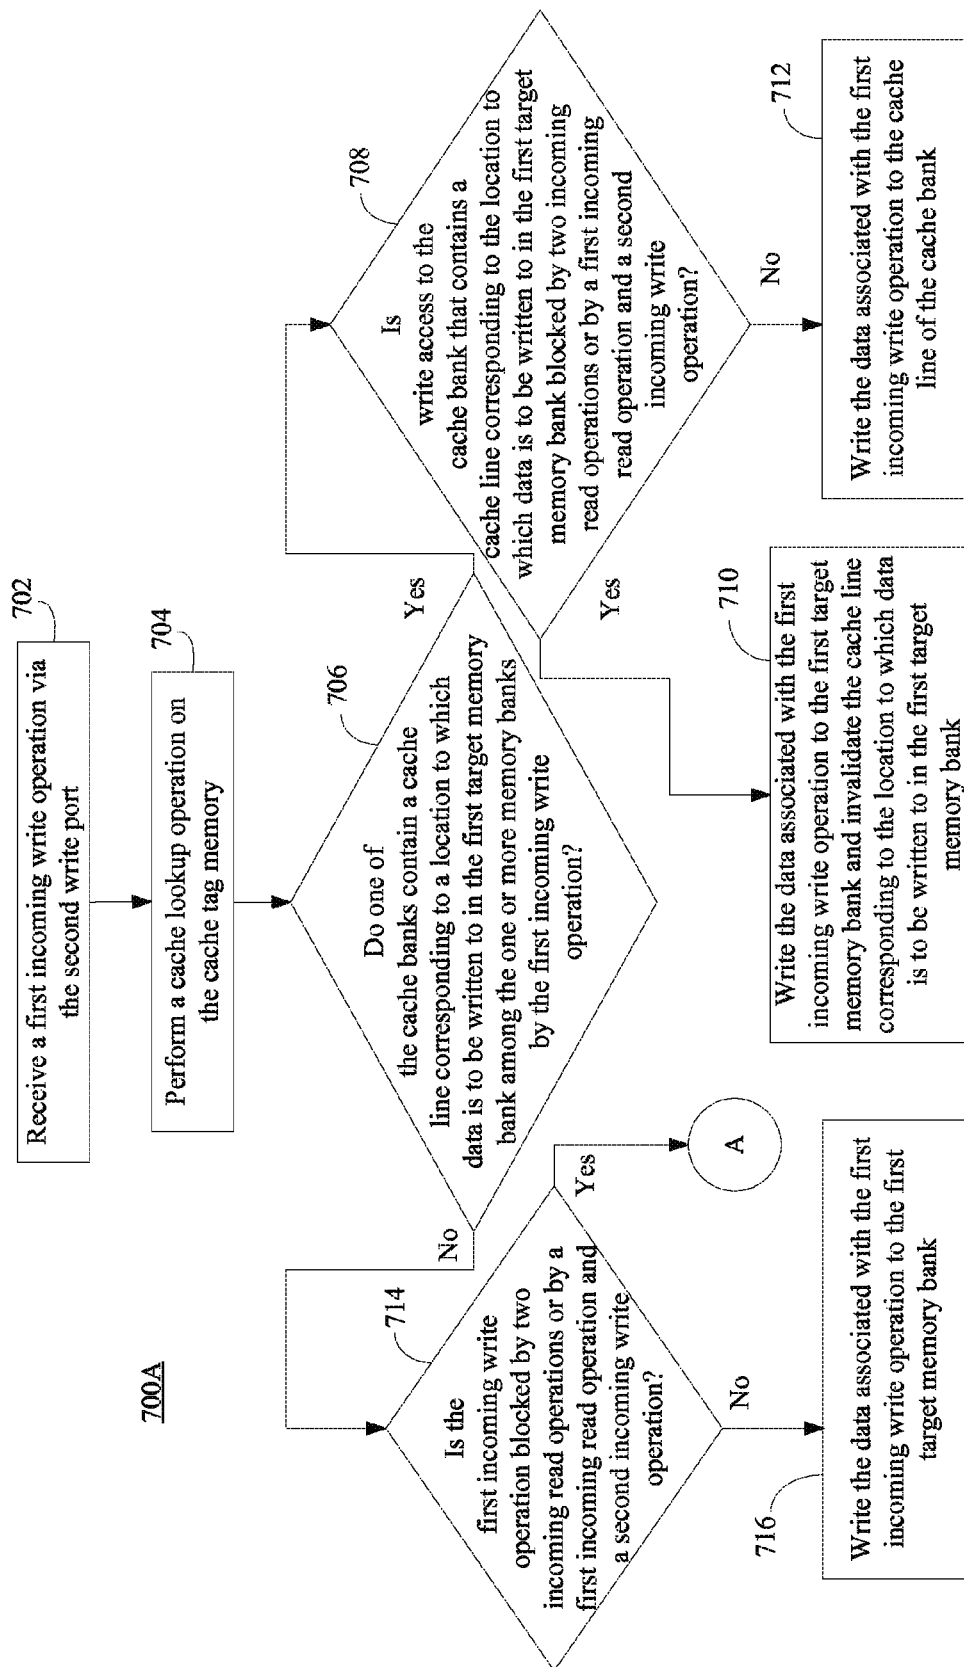 700A
702
Receive a first incoming write operation via
the second write port
704
Perform a cache lookup operation on
the cache tag memory
706
Do one of
the cache banks contain a cache
line corresponding to a location to which
data is to be written to in the first target memory
bank among the one or more memory banks
by the first incoming write
operation?
No
Yes
714
Is the
first incoming write
operation blocked by two
incoming read operations or by a
first incoming read operation and
a second incoming write
operation?
Yes
A
No
716
Write the data associated with the first
incoming write operation to the first
target memory bank
708
Is
write access to the
cache bank that contains a
cache line corresponding to the location to
which data is to be written to in the first target
memory bank blocked by two incoming
read operations or by a first incoming
read operation and a second
incoming write
operation?
Yes
No
710
Write the data associated with the first
incoming write operation to the first target
memory bank and invalidate the cache line
corresponding to the location to which data
is to be written to in the first target
memory bank
712
Write the data associated with the first
incoming write operation to the cache
line of the cache bank